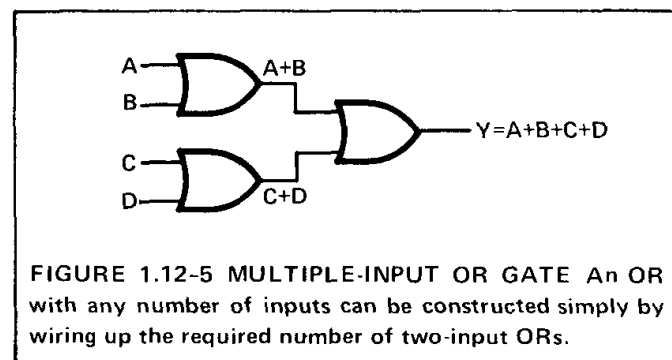 A
A+B
B
Y=A+B+C+D
C
D
C+D
FIGURE 1.12-5 MULTIPLE-INPUT OR GATE An OR
with any number of inputs can be constructed simply by
wiring up the required number of two-input ORs.